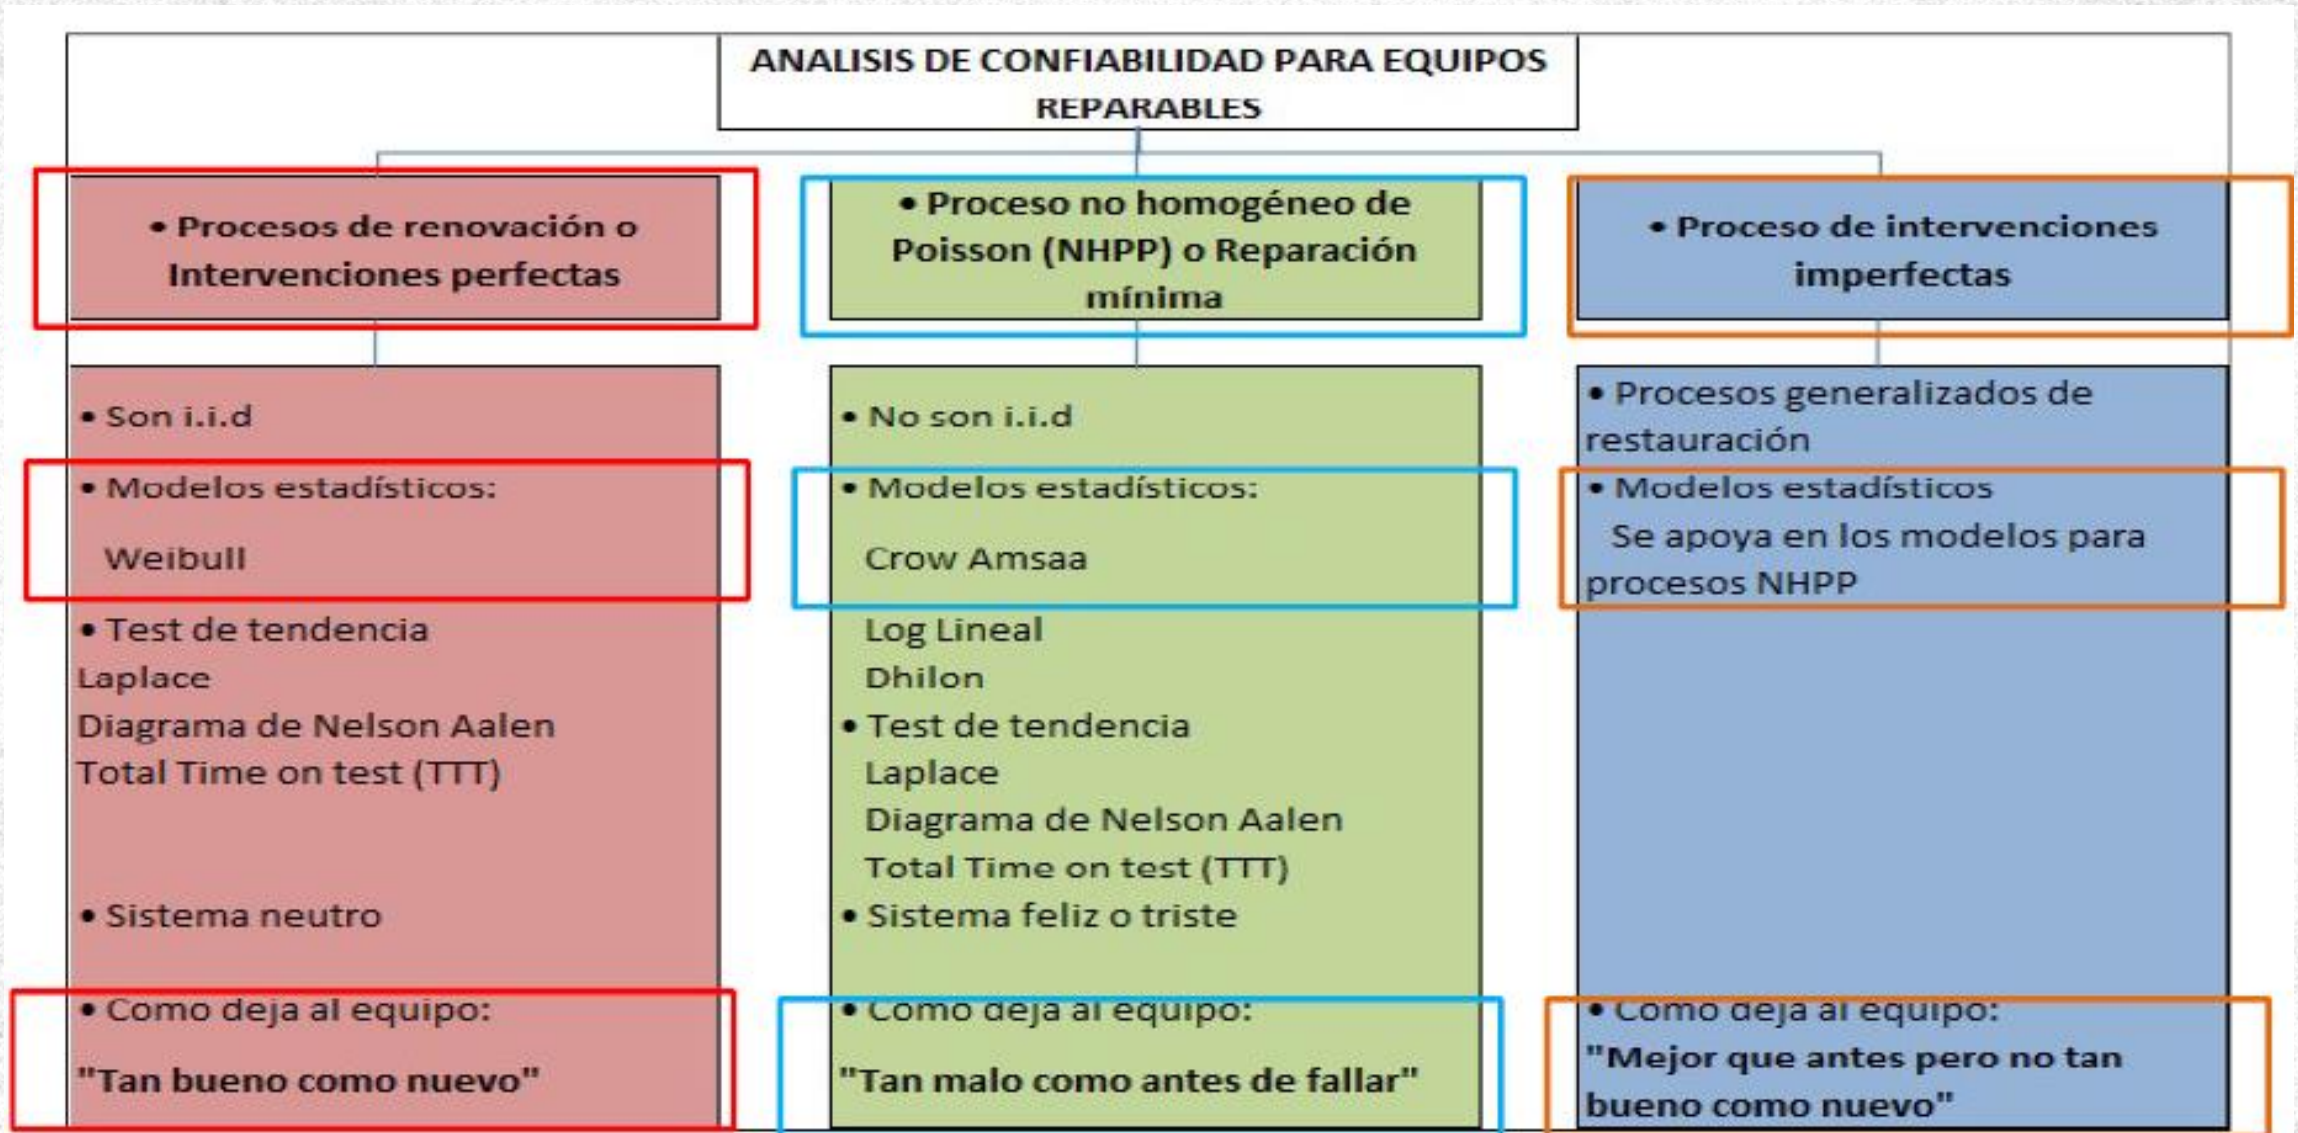 ANALISIS DE CONFIABILIDAD PARA EQUIPOS
REPARABLES
• Procesos de renovación o
Intervenciones perfectas
• Son i.i.d
• Modelos estadísticos:
Weibull
• Test de tendencia
Laplace
Diagrama de Nelson Aalen
Total Time on test (TTT)
• Sistema neutro
• Como deja al equipo:
"Tan bueno como nuevo"
• Proceso no homogéneo de
Poisson (NHPP) o Reparación
mínima
• No son i.i.d
• Modelos estadísticos:
Crow Amsaa
Log Lineal
Dhilon
• Test de tendencia
Laplace
Diagrama de Nelson Aalen
Total Time on test (TTT)
• Sistema feliz o triste
• Como deja al equipo:
"Tan malo como antes de fallar"
• Proceso de intervenciones
imperfectas
• Procesos generalizados de
restauración
• Modelos estadísticos
Se apoya en los modelos para
procesos NHPP
• Como deja al equipo:
"Mejor que antes pero no tan
bueno como nuevo"